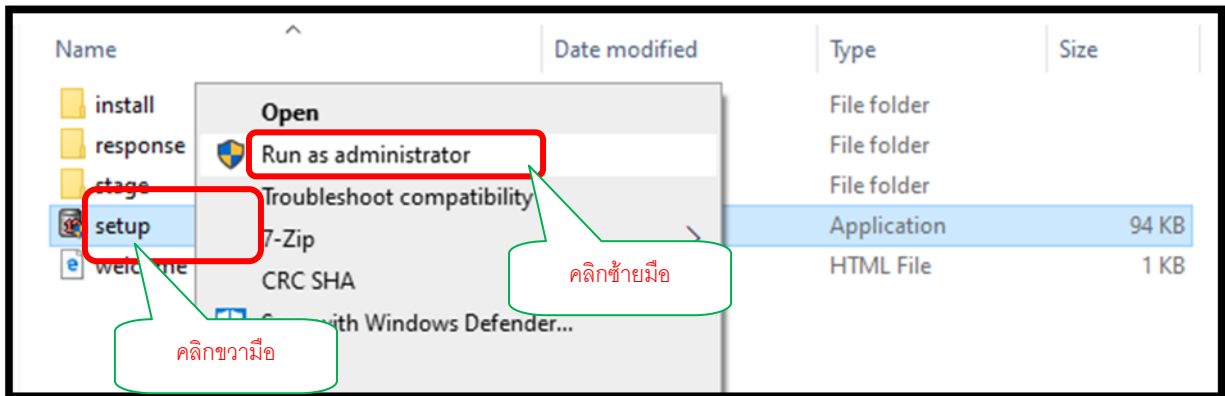 Name Date modified Type Size
install File folder
Open
response File folder
Run as administrator
stage File folder
Troubleshoot compatibility
setup Application 94 KB
7-Zip
welcome HTML File 1 KB
คลิกซ้ายมือ
CRC SHA
with Windows Defender...
คลิกขวามือ